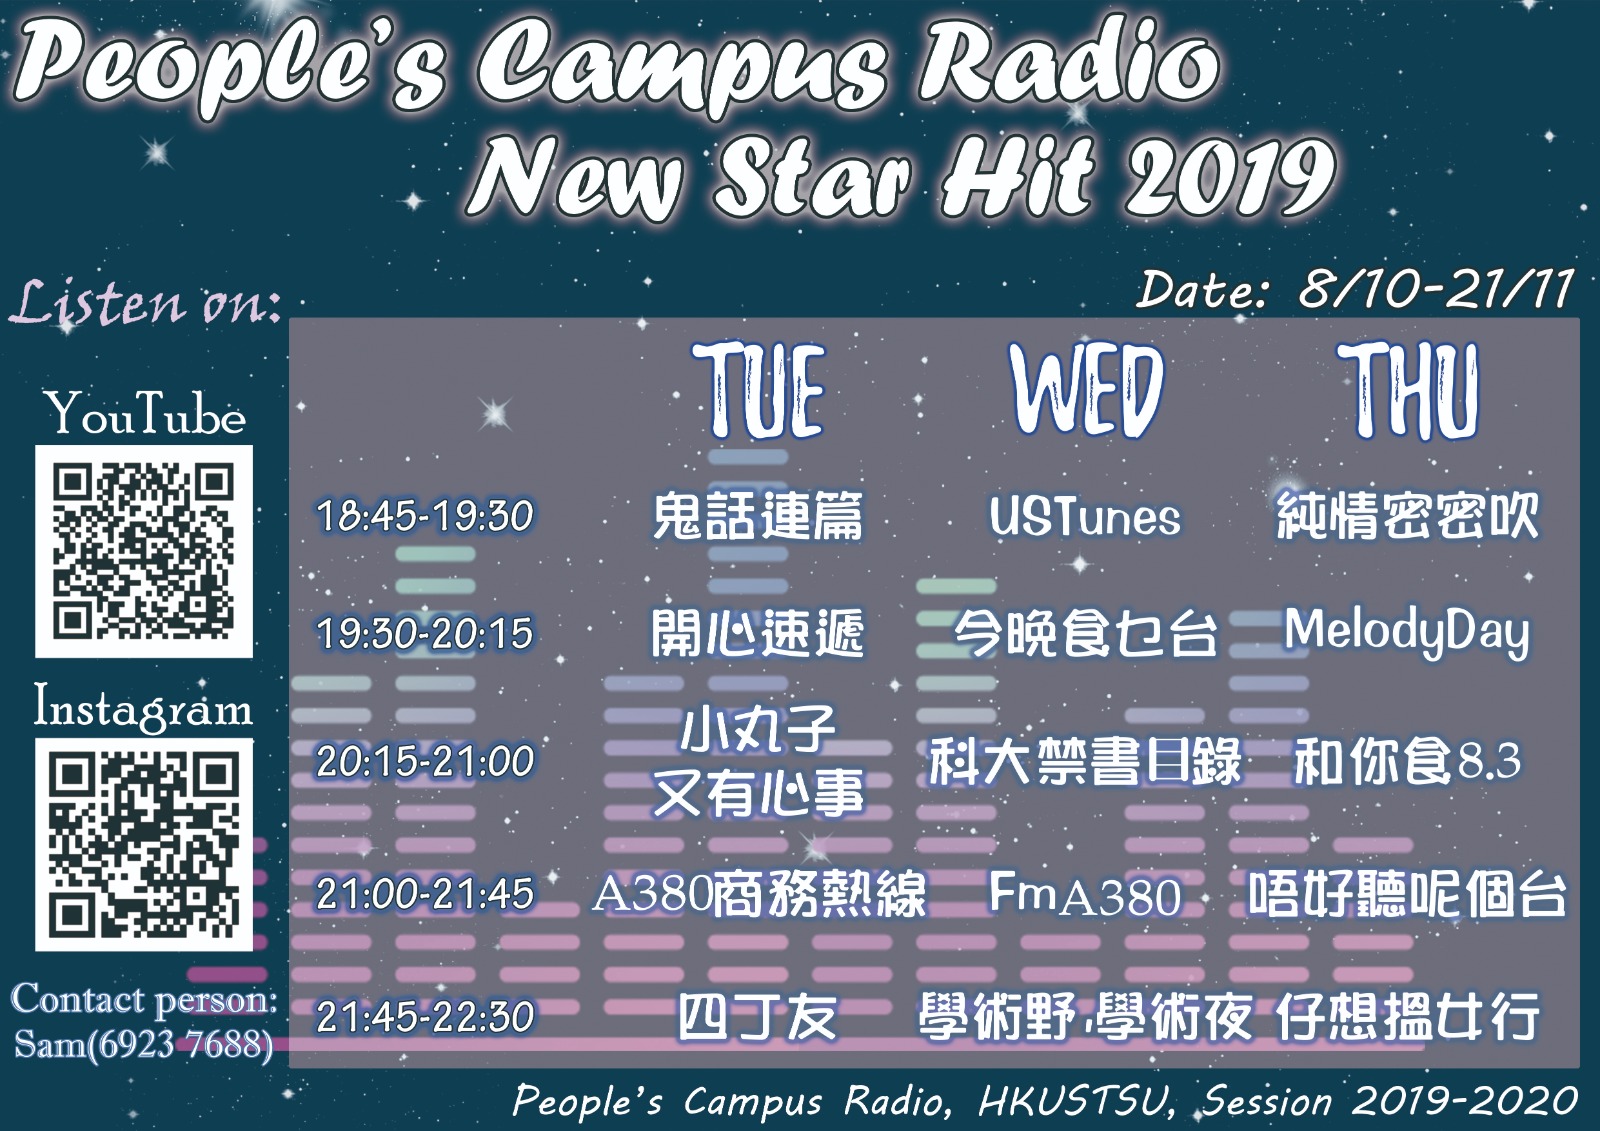 People's Campus Radio
New Star Hit 2019
Listen on:
Date: 8/10-21/11
YouTube
Instagram
Contact person:
Sam(6923 7688)
TUE WED THU
18:45-19:30 鬼話連篇 USTunes 純情密密吹
19:30-20:15 開心速遞 今晚食乜台 MelodyDay
小丸子
20:15-21:00 科大禁書目錄 和你食8.3
又有心事
21:00-21:45 A380商務熱線 FmA380 唔好聽呢個台
21:45-22:30 四丁友 學術野,學術夜 仔想搵女行
People's Campus Radio, HKUSTSU, Session 2019-2020